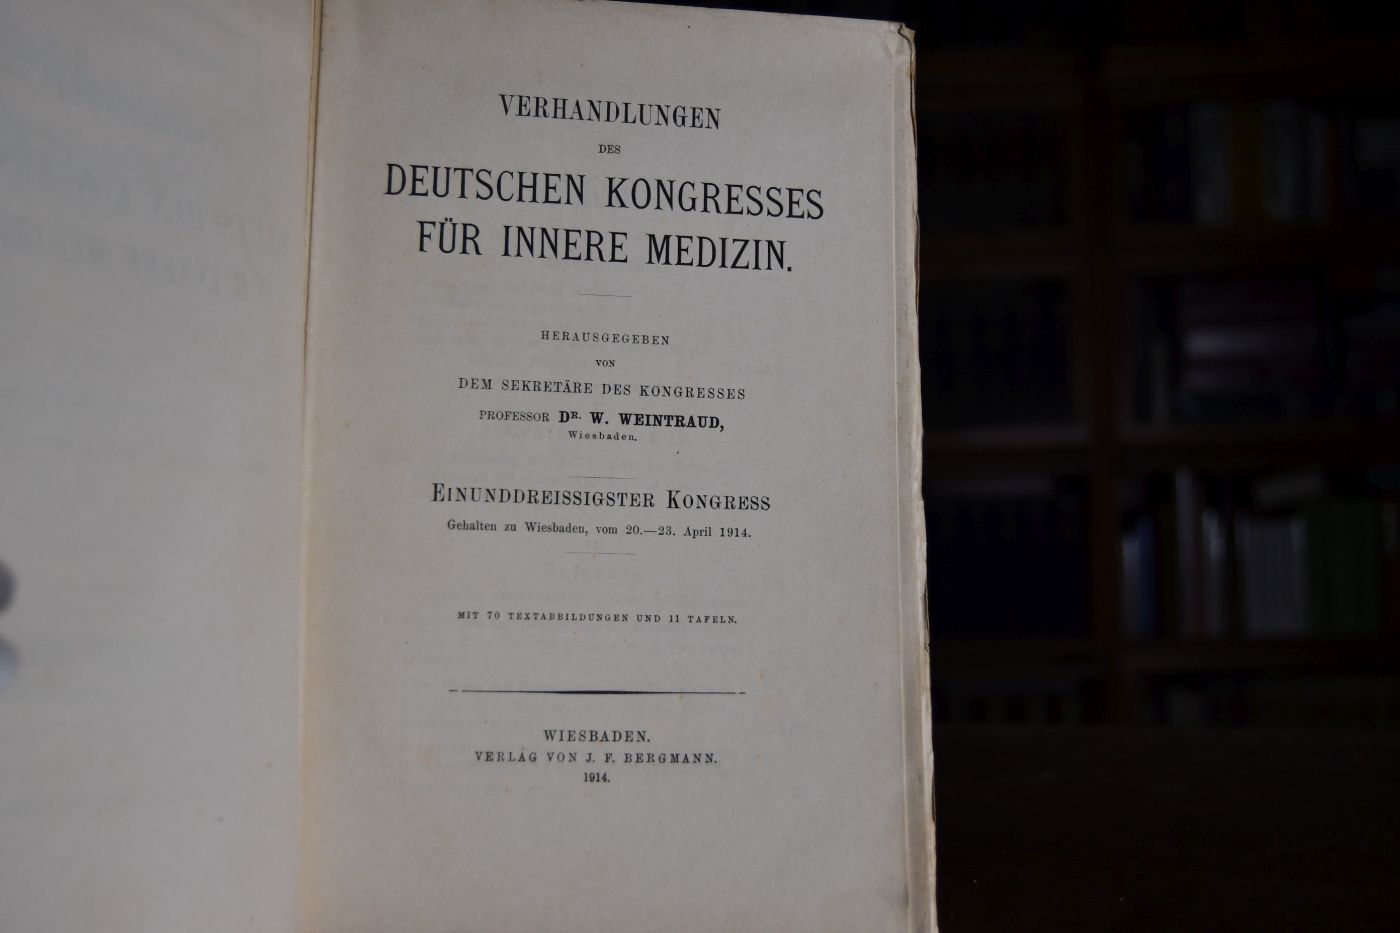 VERHANDLUNGEN
DES
DEUTSCHEN KONGRESSES
FÜR INNERE MEDIZIN.
HERAUSGEGEBEN
VON
DEM SEKRETÄRE DES KONGRESSES
PROFESSOR DR. W. WEINTRAUD,
Wiesbaden.
EINUNDDREISSIGSTER KONGRESS
Gehalten zu Wiesbaden, vom 20.—23. April 1914.
MIT 70 TEXTABBILDUNGEN UND 11 TAFELN.
WIESBADEN.
VERLAG VON J. F. BERGMANN.
1914.